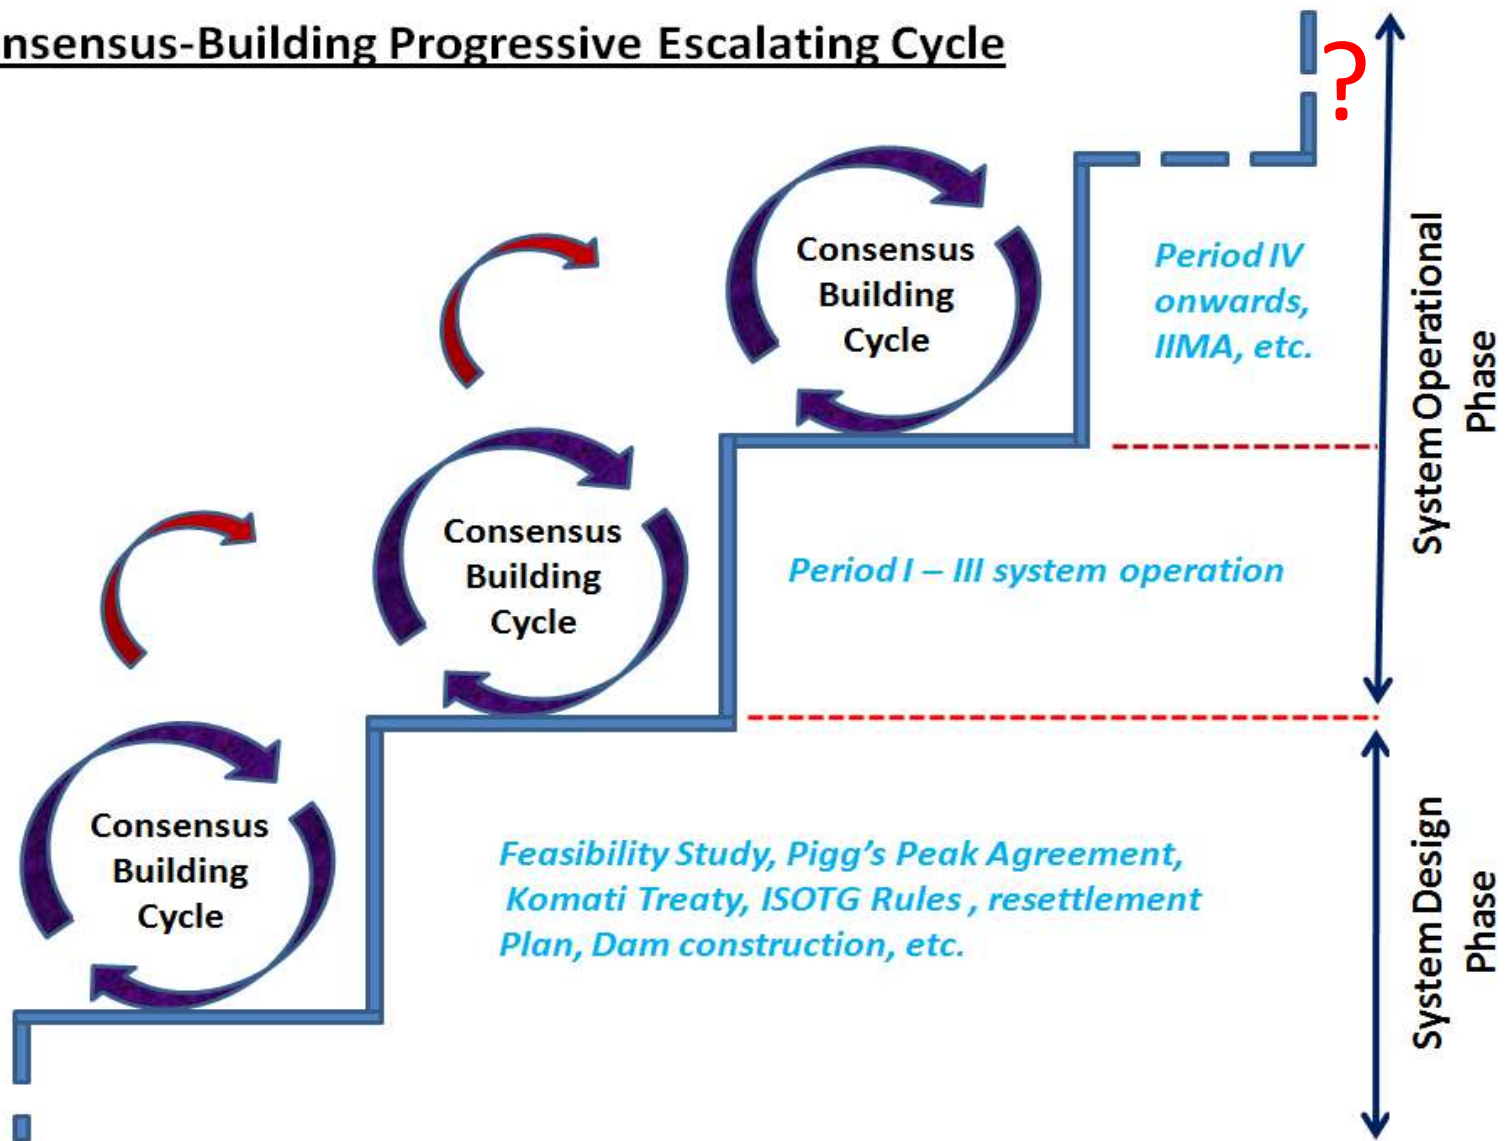 nsensus-Building Progressive Escalating Cycle
?
Consensus
Building
Cycle
Period IV
onwards,
IIMA, etc.
System Operational
Phase
Consensus
Building
Cycle
Period I – III system operation
Consensus
Building
Cycle
Feasibility Study, Pigg's Peak Agreement,
Komati Treaty, ISOTG Rules , resettlement
Plan, Dam construction, etc.
System Design
Phase